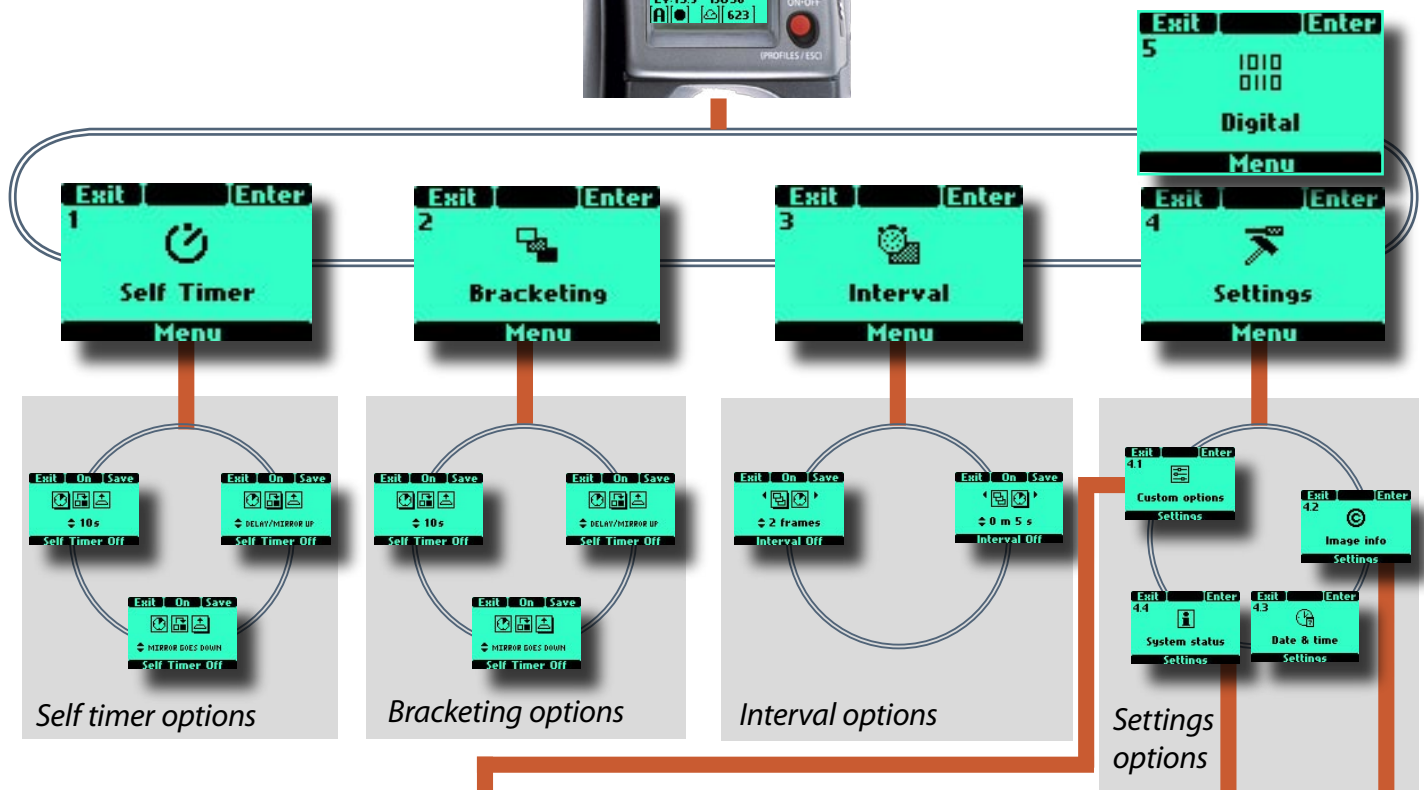 ISO 50
A 623
ON·OFF
(PROFILES / ESC)
Exit Enter
5
1010
0110
Digital
Menu
Exit Enter
1
Self Timer
Menu
Exit Enter
2
Bracketing
Menu
Exit Enter
3
Interval
Menu
Exit Enter
4
Settings
Menu
Exit On Save
10s
Self Timer Off
Exit On Save
DELAY/MIRROR UP
Self Timer Off
Exit On Save
MIRROR GOES DOWN
Self Timer Off
Self timer options
Exit On Save
10s
Self Timer Off
Exit On Save
DELAY/MIRROR UP
Self Timer Off
Exit On Save
MIRROR GOES DOWN
Self Timer Off
Bracketing options
Exit On Save
2 frames
Interval Off
Exit On Save
0 m 5 s
Interval Off
Interval options
Exit Enter
4.1
Custom options
Settings
Exit Enter
4.2
©
Image info
Settings
Exit Enter
4.4
System status
Settings
Exit Enter
4.3
Date & time
Settings
Settings
options